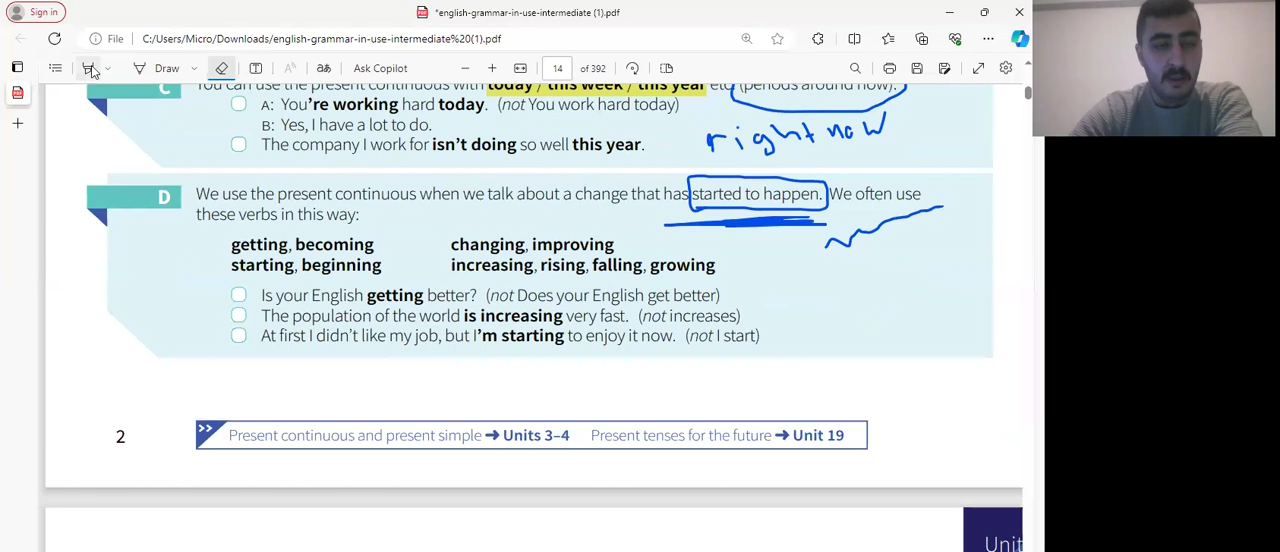 Sign in
*english-grammar-in-use-intermediate (1).pdf
File C:/Users/Micro/Downloads/english-grammar-in-use-intermediate%20(1).pdf
Draw Ask Copilot 14 of 392
C You can use the present continuous with today / this week / this year etc. (periods around now):
A: You're working hard today. (not You work hard today)
B: Yes, I have a lot to do.
right now
The company I work for isn't doing so well this year.
D We use the present continuous when we talk about a change that has started to happen. We often use
these verbs in this way:
getting, becoming changing, improving
starting, beginning increasing, rising, falling, growing
Is your English getting better? (not Does your English get better)
The population of the world is increasing very fast. (not increases)
At first I didn't like my job, but I'm starting to enjoy it now. (not I start)
2 >> Present continuous and present simple ➜ Units 3–4 Present tenses for the future ➜ Unit 19
Unit